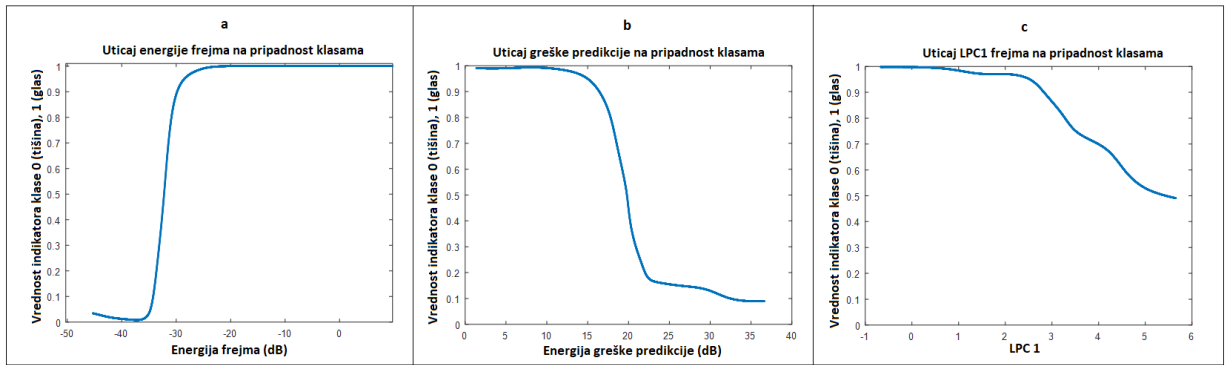 a
Uticaj energije frejma na pripadnost klasama
Vrednost indikatora klase 0 (tišina), 1 (glas)
1
0.9
0.8
0.7
0.6
0.5
0.4
0.3
0.2
0.1
0
-50 -40 -30 -20 -10 0
Energija frejma (dB)
b
Uticaj greške predikcije na pripadnost klasama
Vrednost indikatora klase 0 (tišina), 1 (glas)
1
0.9
0.8
0.7
0.6
0.5
0.4
0.3
0.2
0.1
0
0 5 10 15 20 25 30 35 40
Energija greške predikcije (dB)
c
Uticaj LPC1 frejma na pripadnost klasama
Vrednost indikatora klase 0 (tišina), 1 (glas)
1
0.9
0.8
0.7
0.6
0.5
0.4
0.3
0.2
0.1
0
-1 0 1 2 3 4 5 6
LPC 1